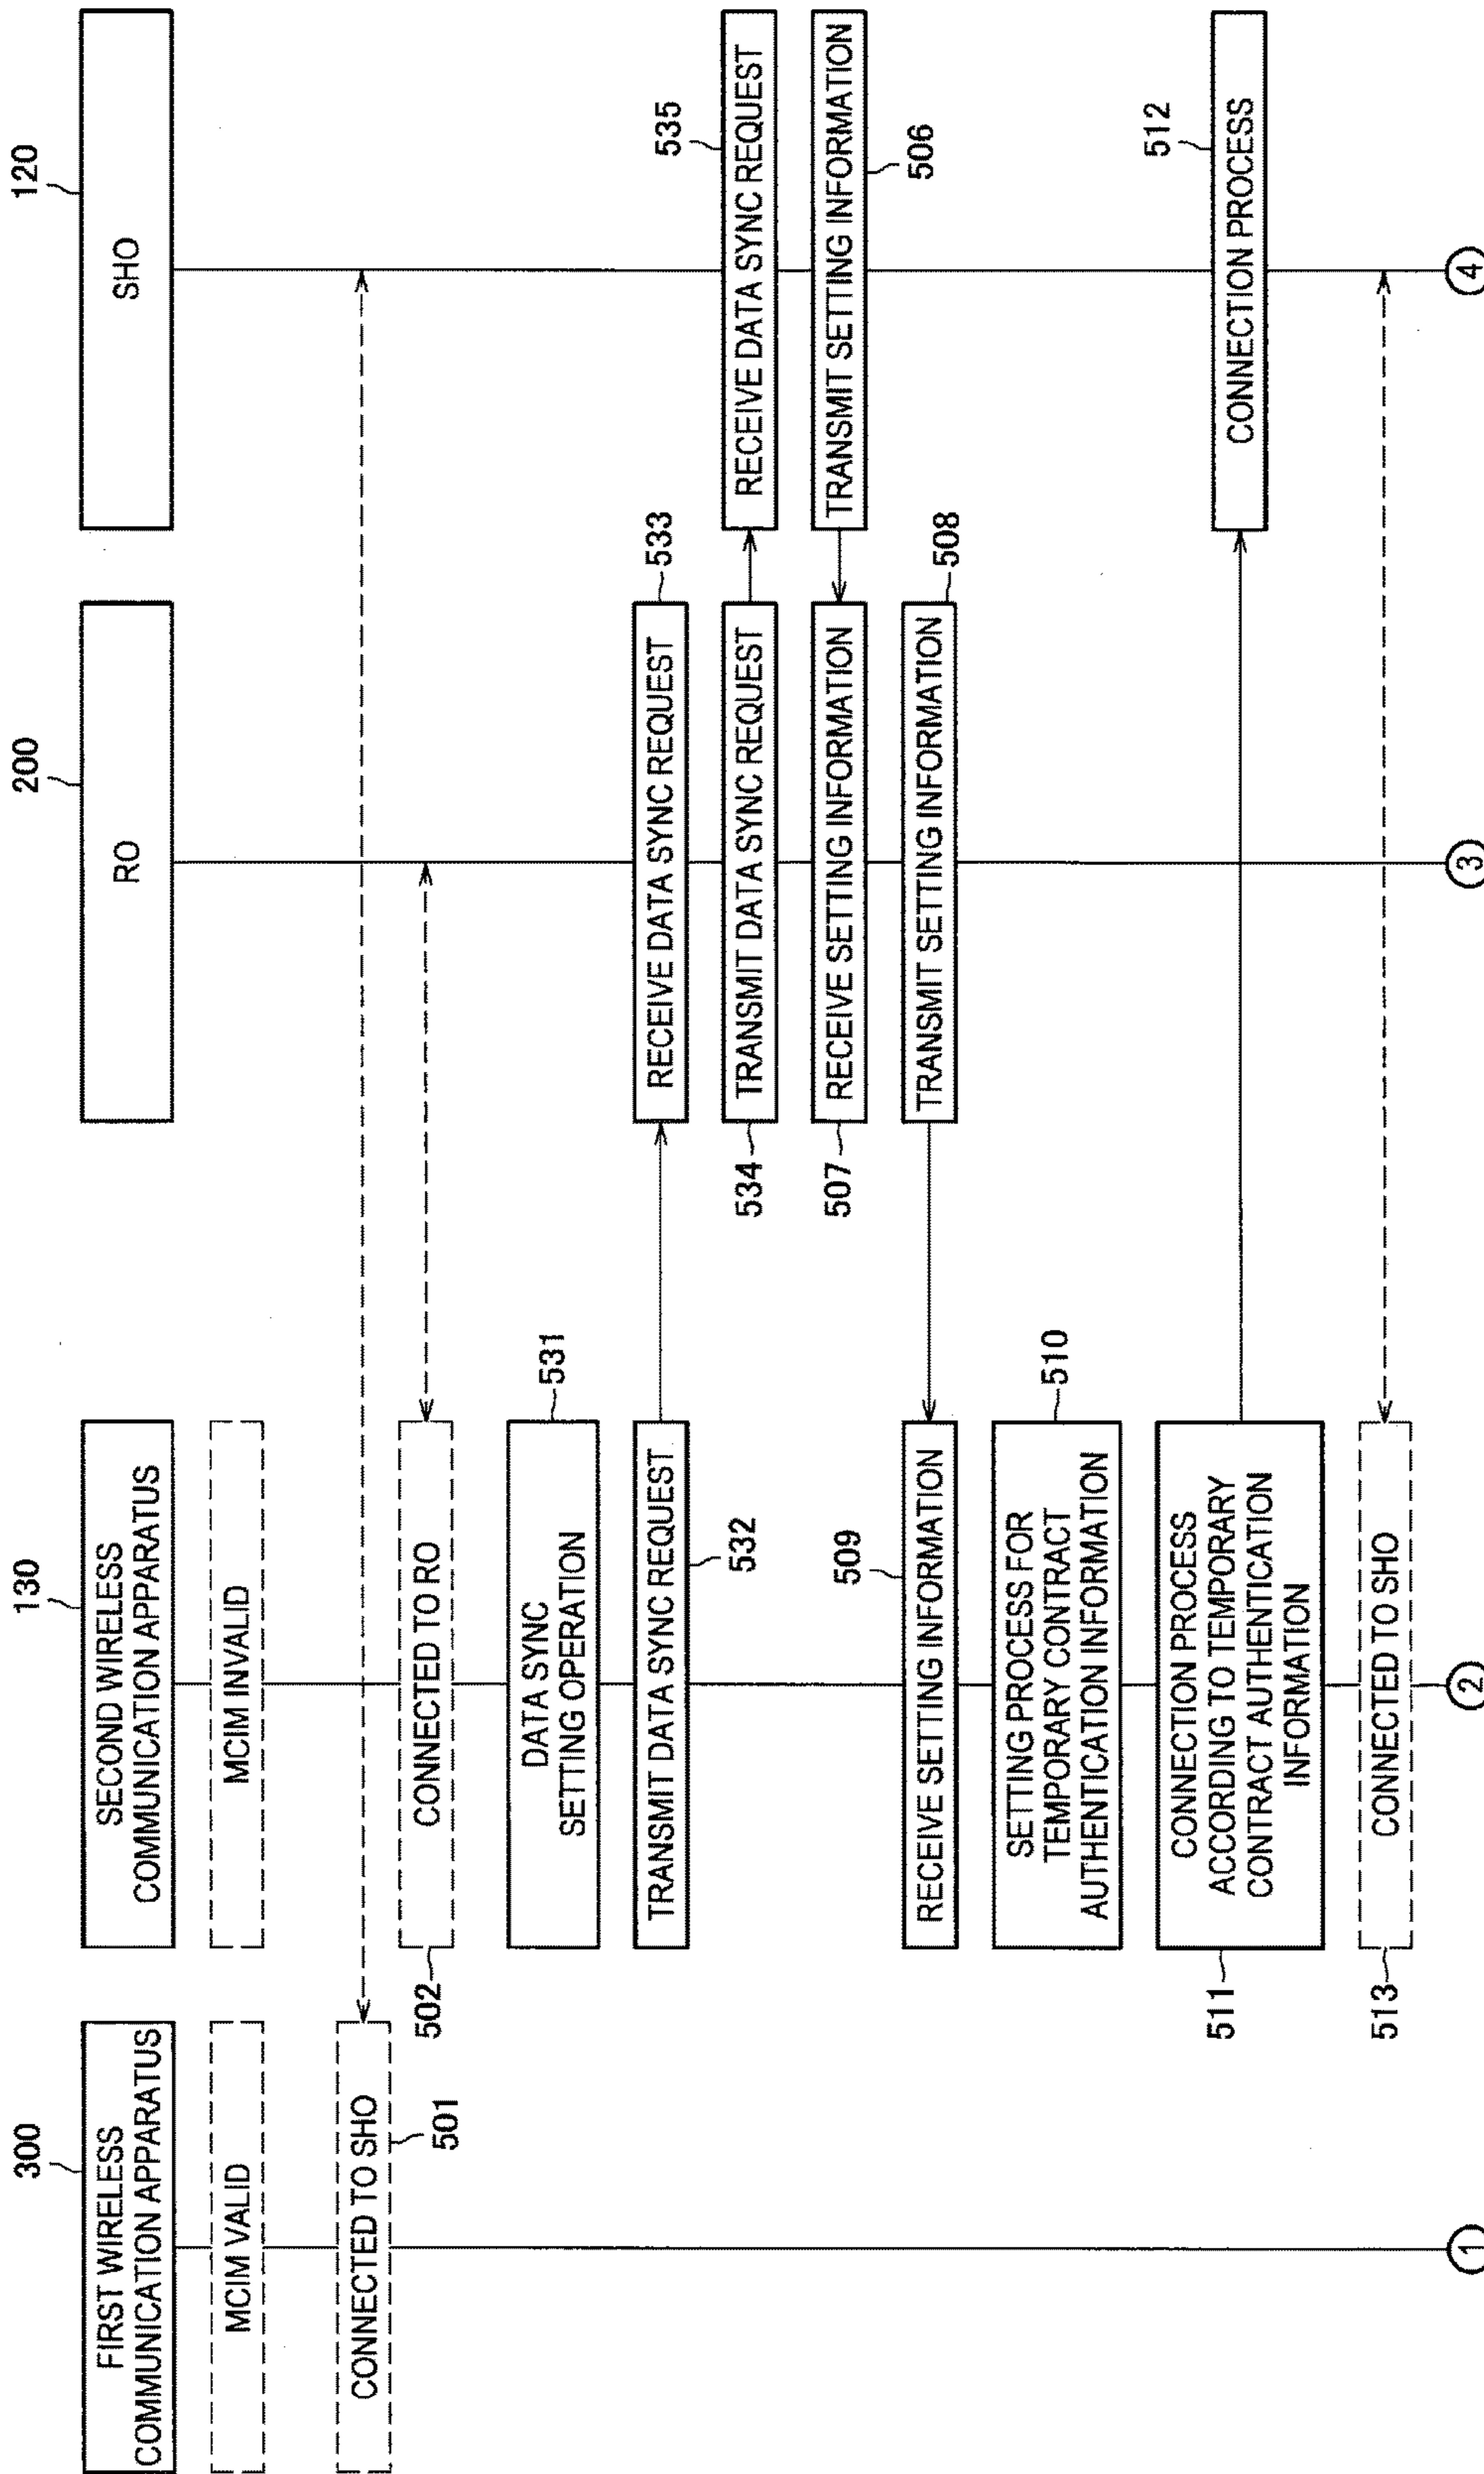 300
FIRST WIRELESS
COMMUNICATION APPARATUS
130
SECOND WIRELESS
COMMUNICATION APPARATUS
200
RO
120
SHO
MCIM VALID
MCIM INVALID
CONNECTED TO SHO
501
CONNECTED TO RO
502
DATA SYNC
SETTING OPERATION
531
TRANSMIT DATA SYNC REQUEST
532
RECEIVE DATA SYNC REQUEST
533
TRANSMIT DATA SYNC REQUEST
534
RECEIVE DATA SYNC REQUEST
535
TRANSMIT SETTING INFORMATION
506
RECEIVE SETTING INFORMATION
507
TRANSMIT SETTING INFORMATION
508
RECEIVE SETTING INFORMATION
509
SETTING PROCESS FOR
TEMPORARY CONTRACT
AUTHENTICATION INFORMATION
510
CONNECTION PROCESS
ACCORDING TO TEMPORARY
CONTRACT AUTHENTICATION
INFORMATION
511
CONNECTION PROCESS
512
CONNECTED TO SHO
513
1
2
3
4